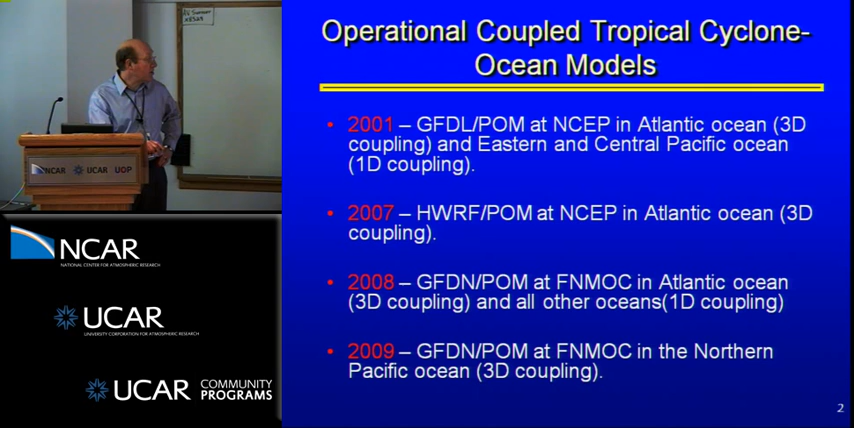 NCAR UCAR UOP
NCAR
NATIONAL CENTER FOR ATMOSPHERIC RESEARCH
UCAR
UNIVERSITY CORPORATION FOR ATMOSPHERIC RESEARCH
UCAR COMMUNITY
PROGRAMS
Operational Coupled Tropical Cyclone-
Ocean Models
• 2001 – GFDL/POM at NCEP in Atlantic ocean (3D
coupling) and Eastern and Central Pacific ocean
(1D coupling).
• 2007 – HWRF/POM at NCEP in Atlantic ocean (3D
coupling).
• 2008 – GFDN/POM at FNMOC in Atlantic ocean
(3D coupling) and all other oceans(1D coupling)
• 2009 – GFDN/POM at FNMOC in the Northern
Pacific ocean (3D coupling).
2